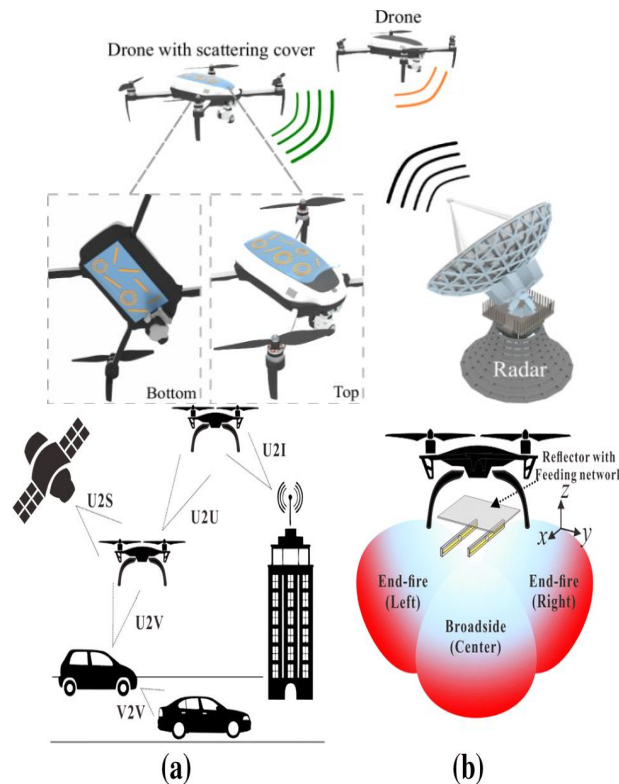 Drone
Drone with scattering cover
Bottom
Top
Radar
U2I
U2S
U2U
U2V
V2V
Reflector with
Feeding network
z
x
y
End-fire
(Left)
End-fire
(Right)
Broadside
(Center)
(a)
(b)